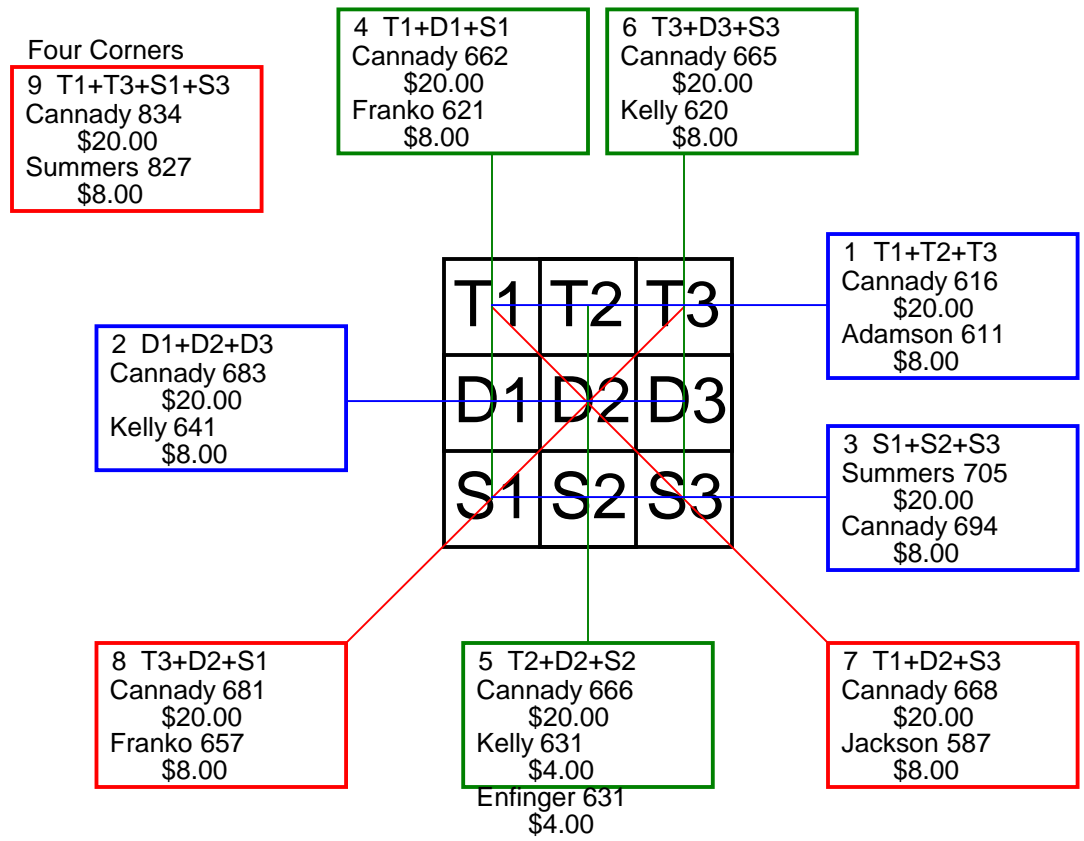 Four Corners
9 T1+T3+S1+S3
Cannady 834
$20.00
Summers 827
$8.00
4 T1+D1+S1
Cannady 662
$20.00
Franko 621
$8.00
6 T3+D3+S3
Cannady 665
$20.00
Kelly 620
$8.00
1 T1+T2+T3
Cannady 616
$20.00
Adamson 611
$8.00
2 D1+D2+D3
Cannady 683
$20.00
Kelly 641
$8.00
T1 T2 T3
D1 D2 D3
S1 S2 S3
3 S1+S2+S3
Summers 705
$20.00
Cannady 694
$8.00
8 T3+D2+S1
Cannady 681
$20.00
Franko 657
$8.00
5 T2+D2+S2
Cannady 666
$20.00
Kelly 631
$4.00
Enfinger 631
$4.00
7 T1+D2+S3
Cannady 668
$20.00
Jackson 587
$8.00